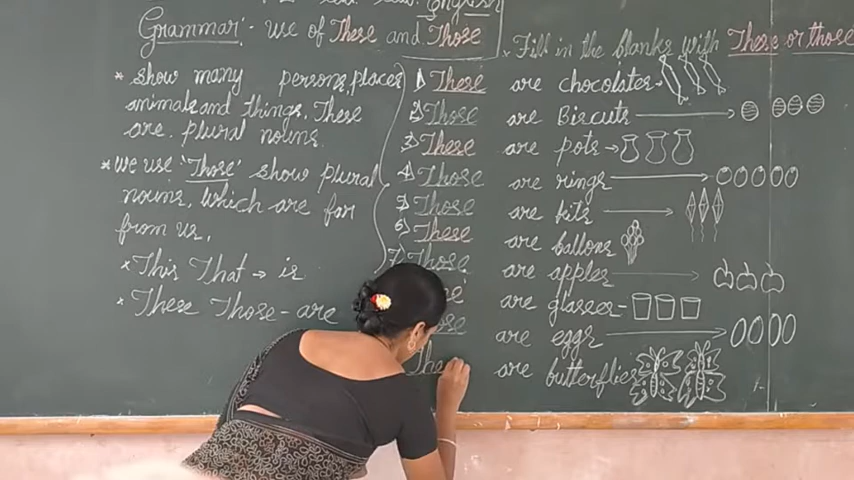 English
Grammar - use of These and Those
* show many persons, places
animals and things. These
are plural nouns.
* we use 'Those' show plural
nouns. which are far
from us.
* This That → is
* These Those - are
* Fill in the blanks with These or those
1) These are chocolates
2) Those are Biscuits
3) These are pots
4) Those are rings
5) Those are kits
6) These are ballons
7) Those are apples
are glasses
are eggs
The are butterflies